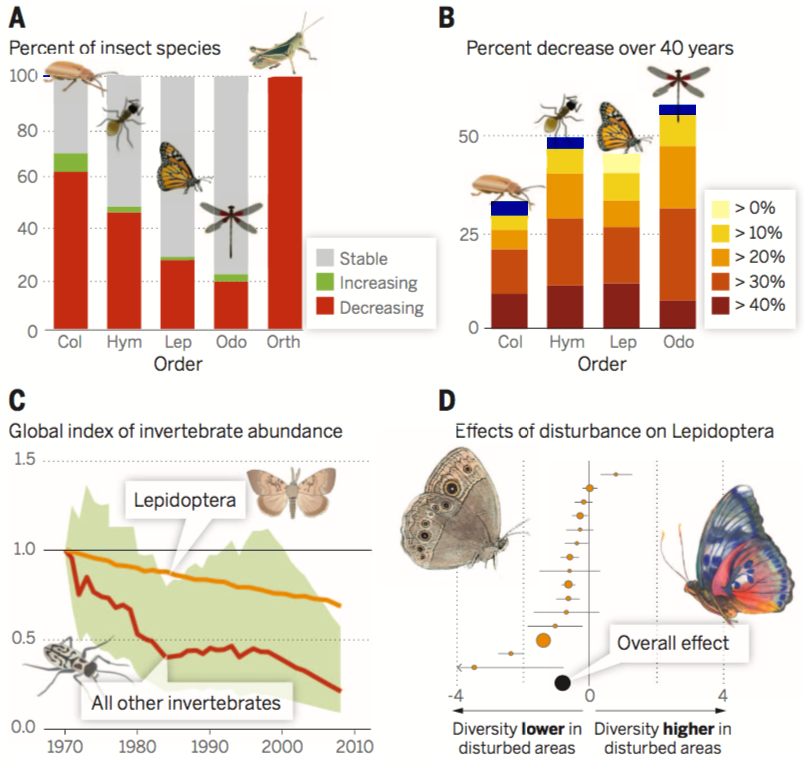 A
Percent of insect species
100
80
60
40
20
0
Stable
Increasing
Decreasing
Col Hym Lep Odo Orth
Order
B
Percent decrease over 40 years
50
25
0
> 0%
> 10%
> 20%
> 30%
> 40%
Col Hym Lep Odo
Order
C
Global index of invertebrate abundance
1.5
1.0
0.5
0.0
Lepidoptera
All other invertebrates
1970 1980 1990 2000 2010
D
Effects of disturbance on Lepidoptera
Overall effect
-4 0 4
Diversity lower in
disturbed areas
Diversity higher in
disturbed areas